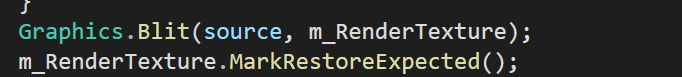 }
Graphics.Blit(source, m_RenderTexture);
m_RenderTexture.MarkRestoreExpected();